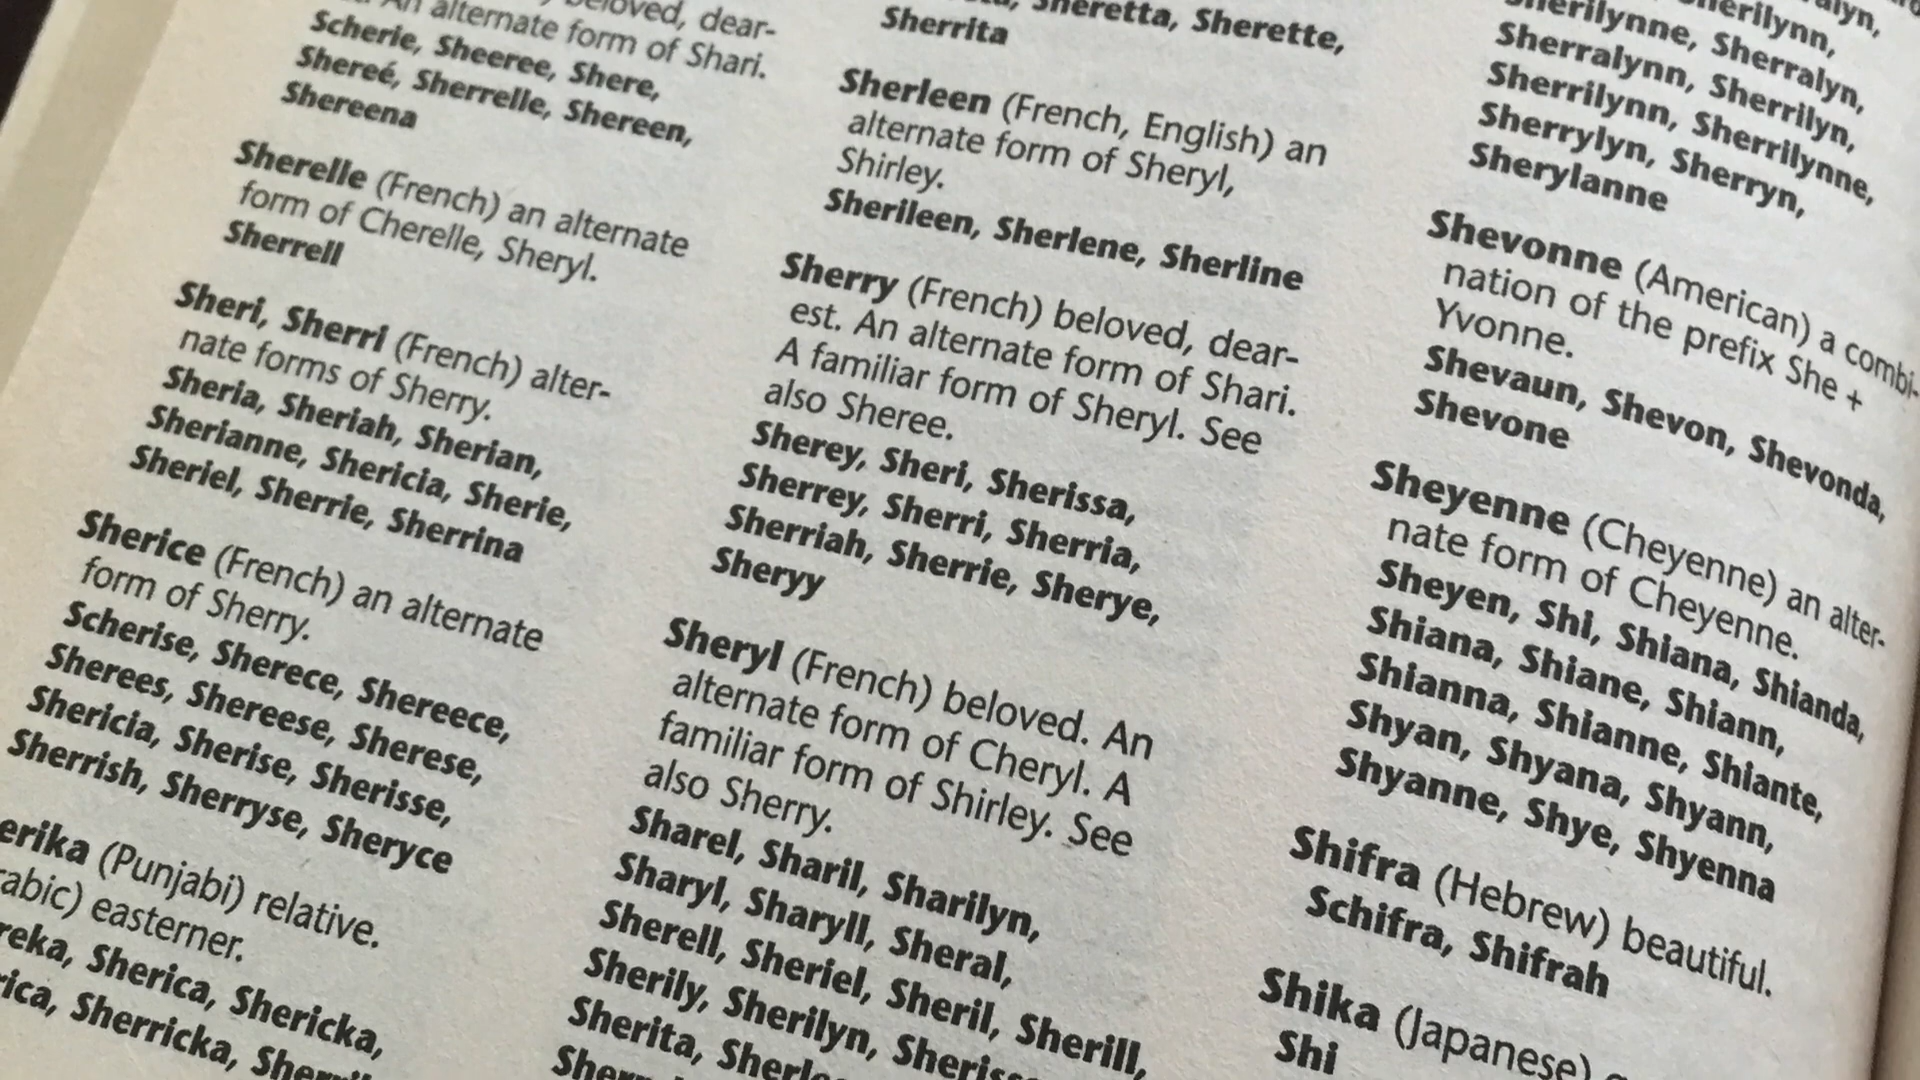 beloved, dear-
An alternate form of Shari.
Scherie, Sheeree, Shere,
Shereé, Sherrelle, Shereen,
Shereena
Sherelle (French) an alternate
form of Cherelle, Sheryl.
Sherrell
Sheri, Sherri (French) alter-
nate forms of Sherry.
Sheria, Sheriah, Sherian,
Sherianne, Shericia, Sherie,
Sheriel, Sherrie, Sherrina
Sherice (French) an alternate
form of Sherry.
Scherise, Sherece, Shereece,
Sherees, Shereese, Sherese,
Shericia, Sherise, Sherisse,
Sherrish, Sherryse, Sheryce
erika (Punjabi) relative.
rabic) easterner.
reka, Sherica, Shericka,
rica, Sherricka,
Sheretta, Sherette,
Sherrita
Sherleen (French, English) an
alternate form of Sheryl,
Shirley.
Sherileen, Sherlene, Sherline
Sherry (French) beloved, dear-
est. An alternate form of Shari.
A familiar form of Sheryl. See
also Sheree.
Sherey, Sheri, Sherissa,
Sherrey, Sherri, Sherria,
Sherriah, Sherrie, Sherye,
Sheryy
Sheryl (French) beloved. An
alternate form of Cheryl. A
familiar form of Shirley. See
also Sherry.
Sharel, Sharil, Sharilyn,
Sharyl, Sharyll, Sheral,
Sherell, Sheriel, Sheril, Sherill,
Sherily, Sherilyn,
Sherita,
Sherilynne, Sherralyn,
Sherralynn, Sherrilyn,
Sherrilynn, Sherrilynne,
Sherrylyn, Sherryn,
Sherylanne
Shevonne (American) a combi-
nation of the prefix She +
Yvonne.
Shevaun, Shevon, Shevonda,
Shevone
Sheyenne (Cheyenne) an alter-
nate form of Cheyenne.
Sheyen, Shi, Shiana, Shianda,
Shiana, Shiane, Shiann,
Shianna, Shianne, Shiante,
Shyan, Shyana, Shyann,
Shyanne, Shye, Shyenna
Shifra (Hebrew) beautiful.
Schifra, Shifrah
Shika (Japanese)
Shi